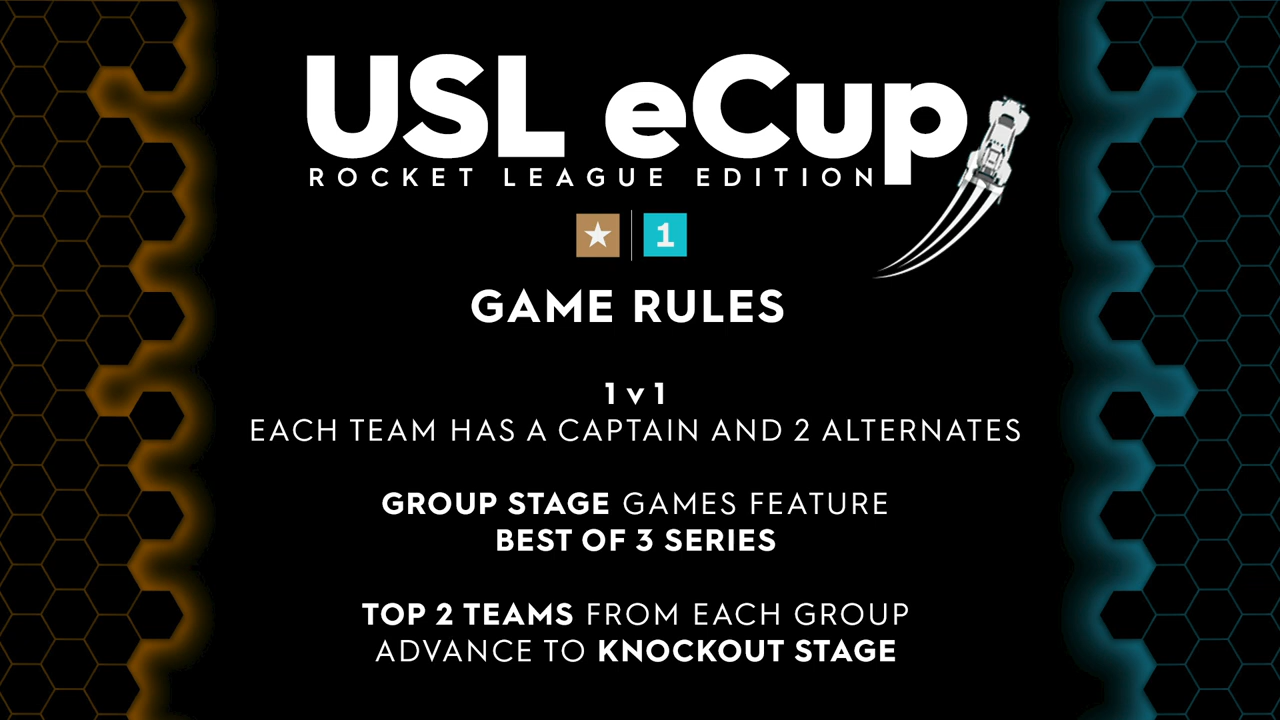 USL eCup
ROCKET LEAGUE EDITION
1
GAME RULES
1 v 1
EACH TEAM HAS A CAPTAIN AND 2 ALTERNATES
GROUP STAGE GAMES FEATURE
BEST OF 3 SERIES
TOP 2 TEAMS FROM EACH GROUP
ADVANCE TO KNOCKOUT STAGE